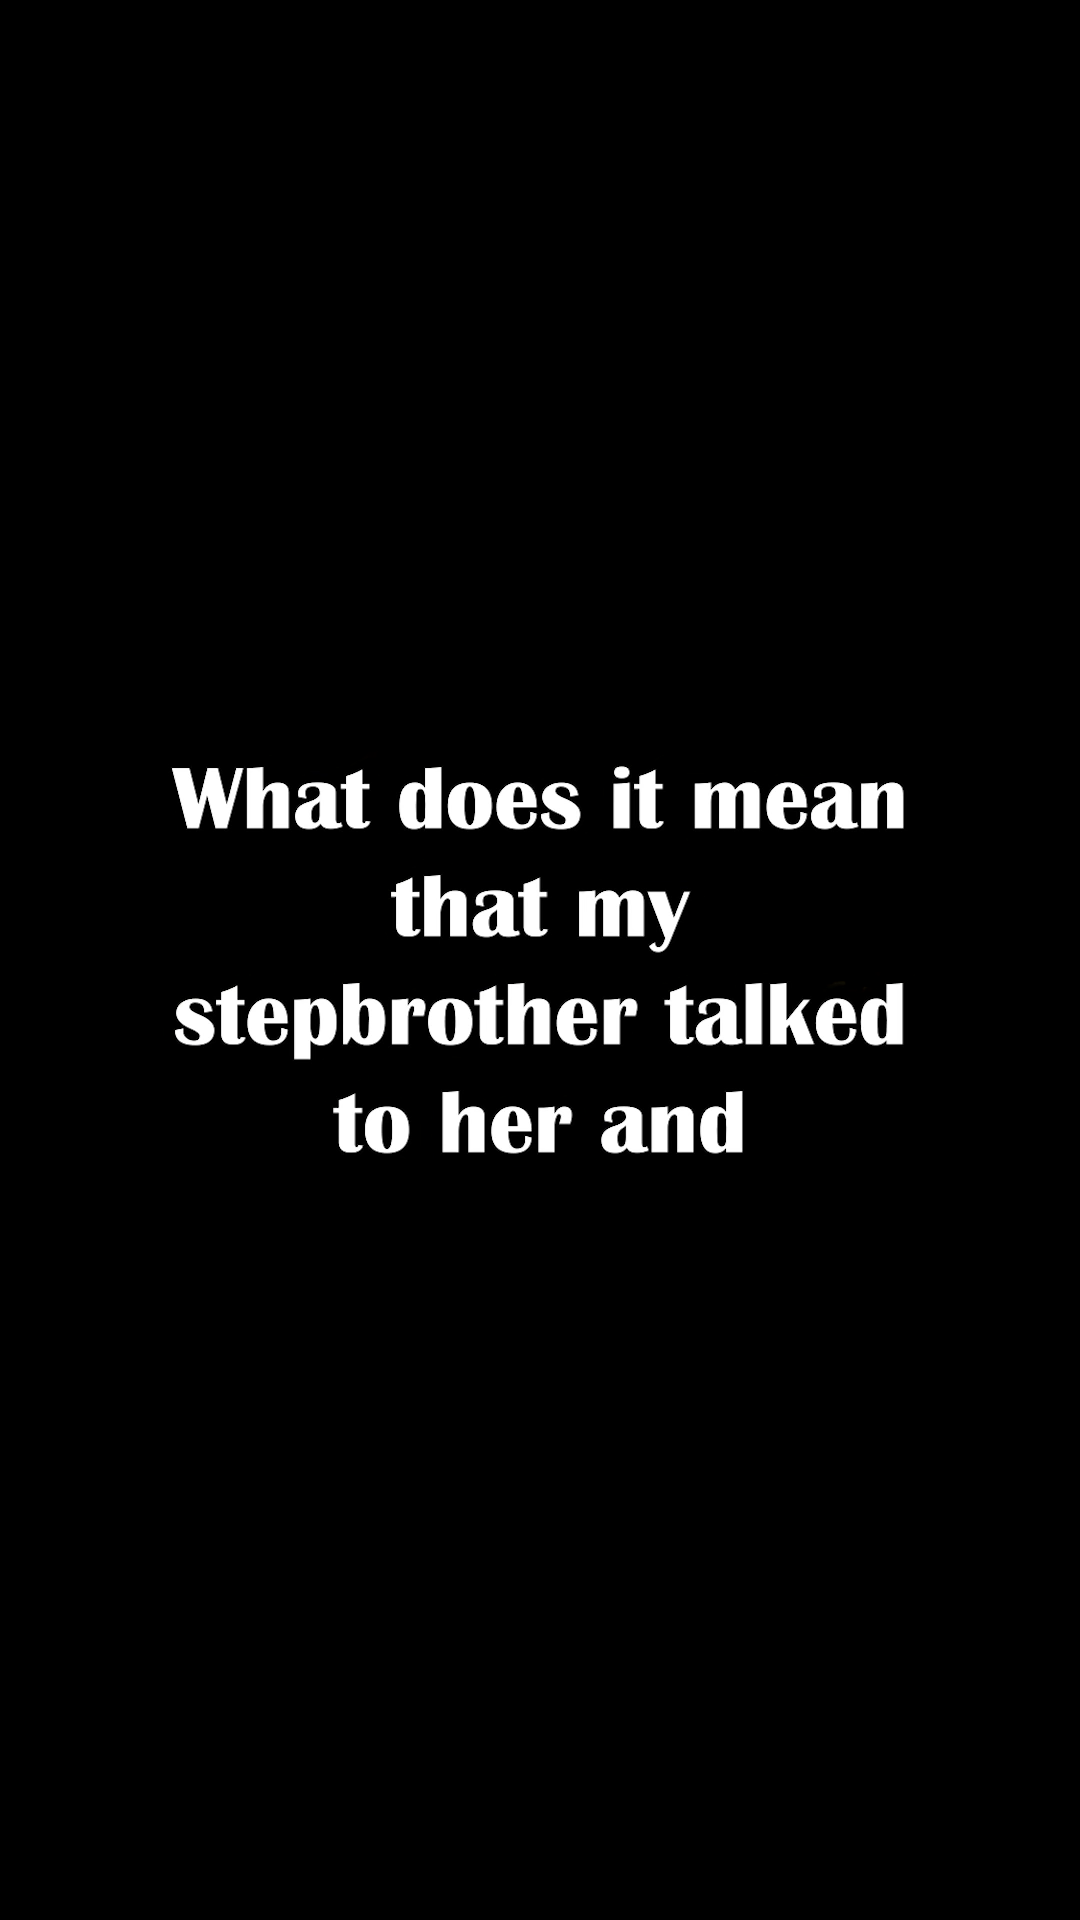 What does it mean
that my
stepbrother talked
to her and